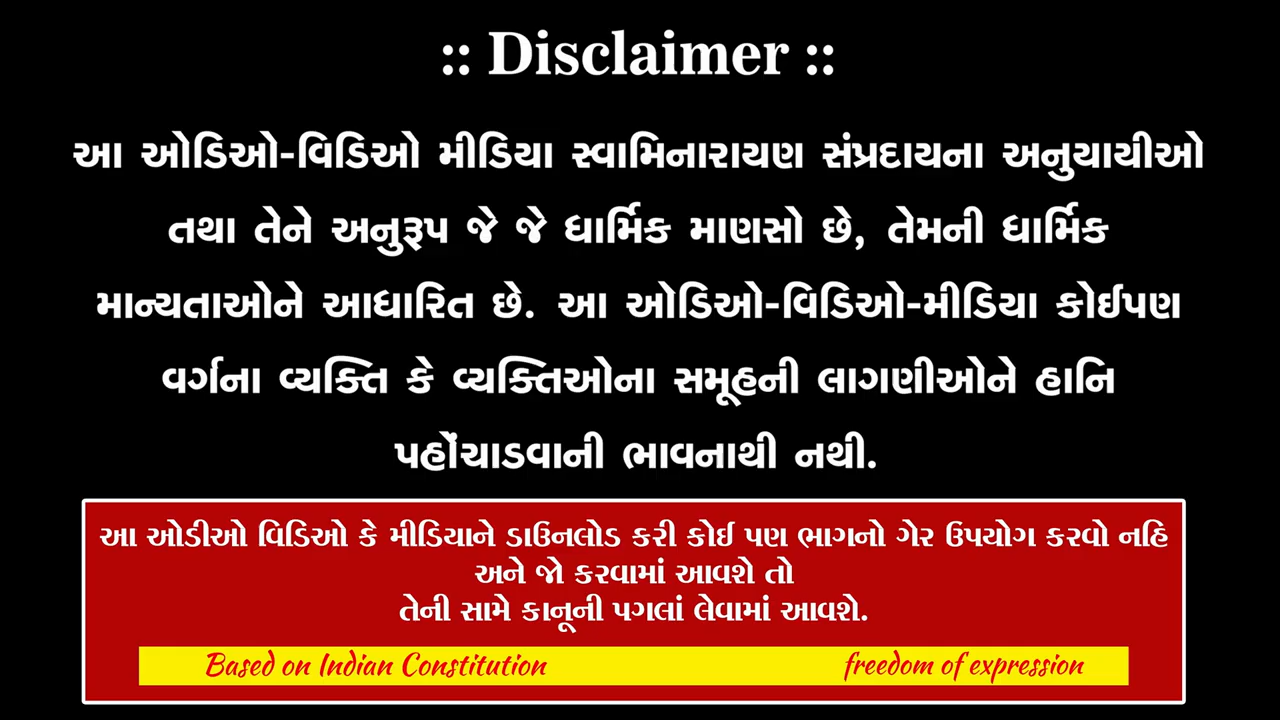 :: Disclaimer ::
આ ઓડિઓ-વિડિઓ મીડિયા સ્વામિનારાયણ સંપ્રદાયના અનુયાયીઓ
તથા તેને અનુરૂપ જે જે ધાર્મિક માણસો છે, તેમની ધાર્મિક
માન્યતાઓને આધારિત છે. આ ઓડિઓ-વિડિઓ-મીડિયા કોઈપણ
વર્ગના વ્યક્તિ કે વ્યક્તિઓના સમૂહની લાગણીઓને હાનિ
પહોંચાડવાની ભાવનાથી નથી.
આ ઓડીઓ વિડિઓ કે મીડિયાને ડાઉનલોડ કરી કોઈ પણ ભાગનો ગેર ઉપયોગ કરવો નહિ
અને જો કરવામાં આવશે તો
તેની સામે કાનૂની પગલાં લેવામાં આવશે.
Based on Indian Constitution freedom of expression